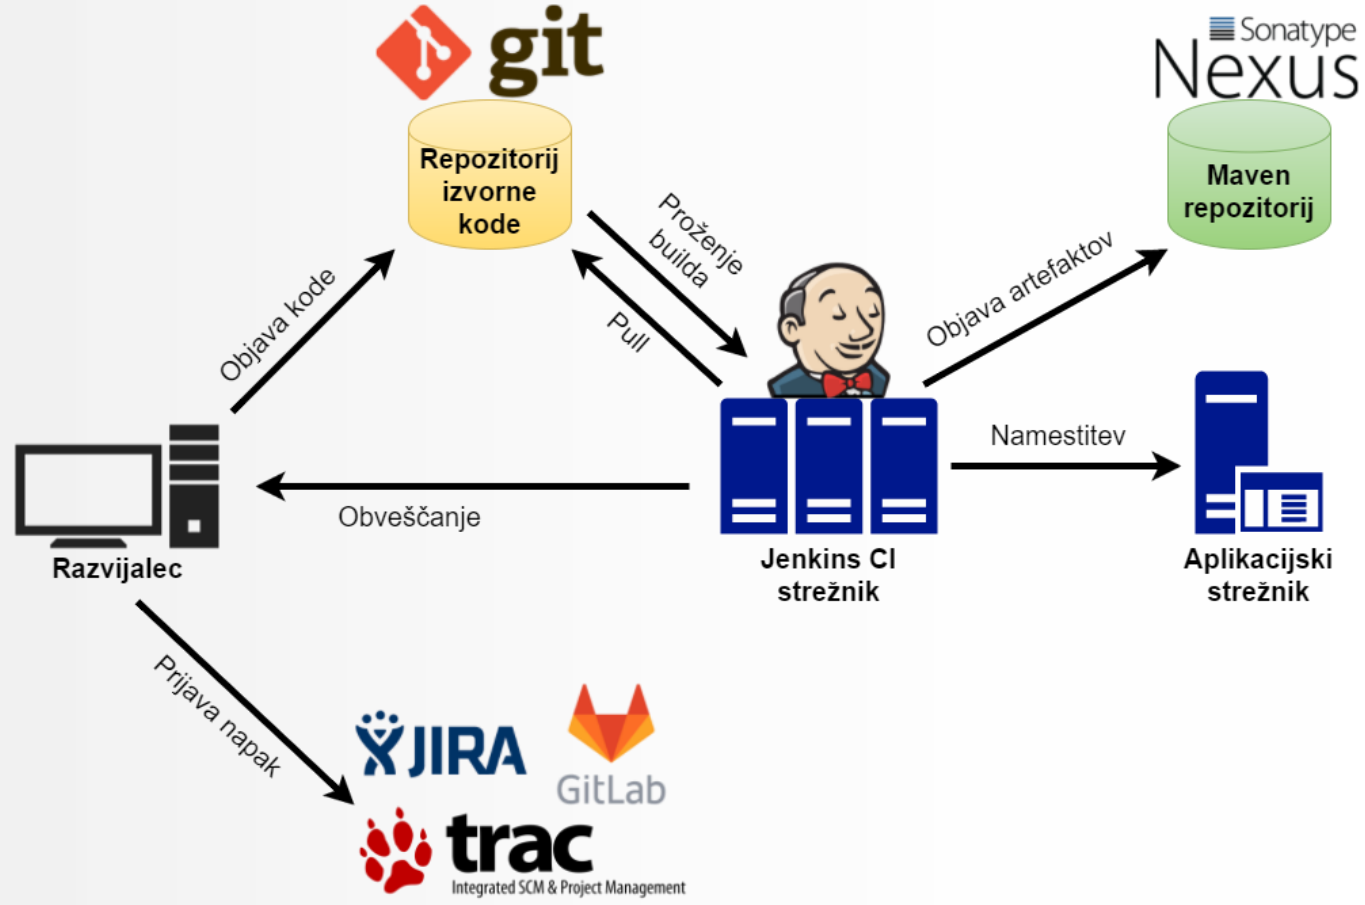 git
Sonatype
Nexus
Repozitorij
izvorne
kode
Maven
repozitorij
Proženje
builda
Pull
Objava kode
Objava artefaktov
Namestitev
Obveščanje
Razvijalec
Jenkins CI
strežnik
Aplikacijski
strežnik
Prijava napak
JIRA
GitLab
trac
Integrated SCM & Project Management